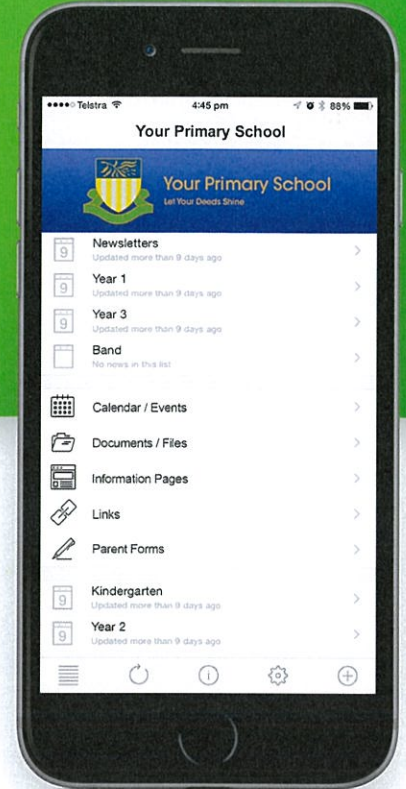 Telstra 4:45 pm 88%
Your Primary School
Your Primary School
Let Your Deeds Shine
9 Newsletters
Updated more than 9 days ago
9 Year 1
Updated more than 9 days ago
9 Year 3
Updated more than 9 days ago
Band
No news in this list
Calendar / Events
Documents / Files
Information Pages
Links
Parent Forms
9 Kindergarten
Updated more than 9 days ago
9 Year 2
Updated more than 9 days ago